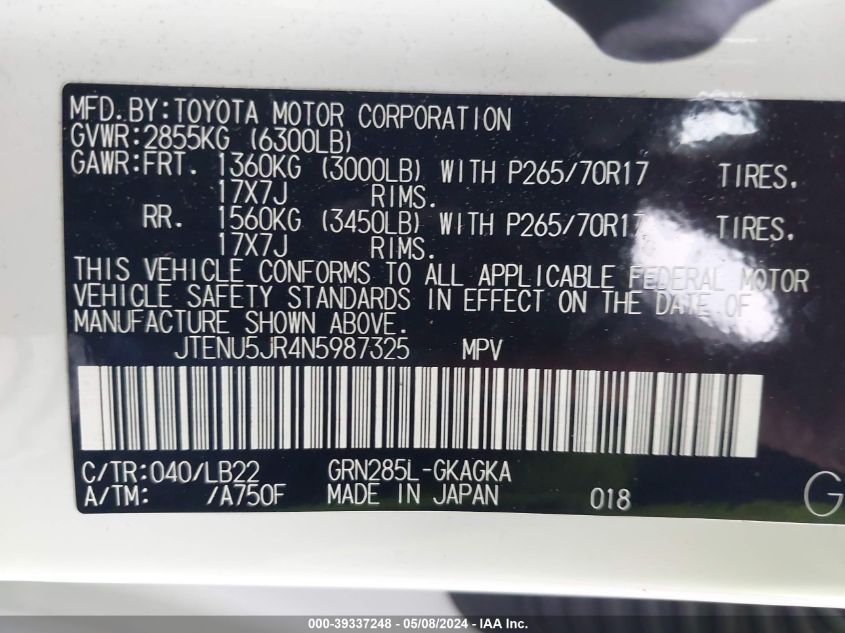 MFD. BY: TOYOTA MOTOR CORPORATION
GVWR: 2855KG (6300LB)
GAWR: FRT. 1360KG (3000LB) WITH P265/70R17 TIRES,
17X7J RIMS.
RR. 1560KG (3450LB) WITH P265/70R17 TIRES,
17X7J RIMS.
THIS VEHICLE CONFORMS TO ALL APPLICABLE FEDERAL MOTOR
VEHICLE SAFETY STANDARDS IN EFFECT ON THE DATE OF
MANUFACTURE SHOWN ABOVE.
JTENU5JR4N5987325 MPV
C/TR: 040/LB22 GRN285L-GKAGKA
A/TM: /A750F MADE IN JAPAN 018
G
000-39337248 - 05/08/2024 - IAA Inc.